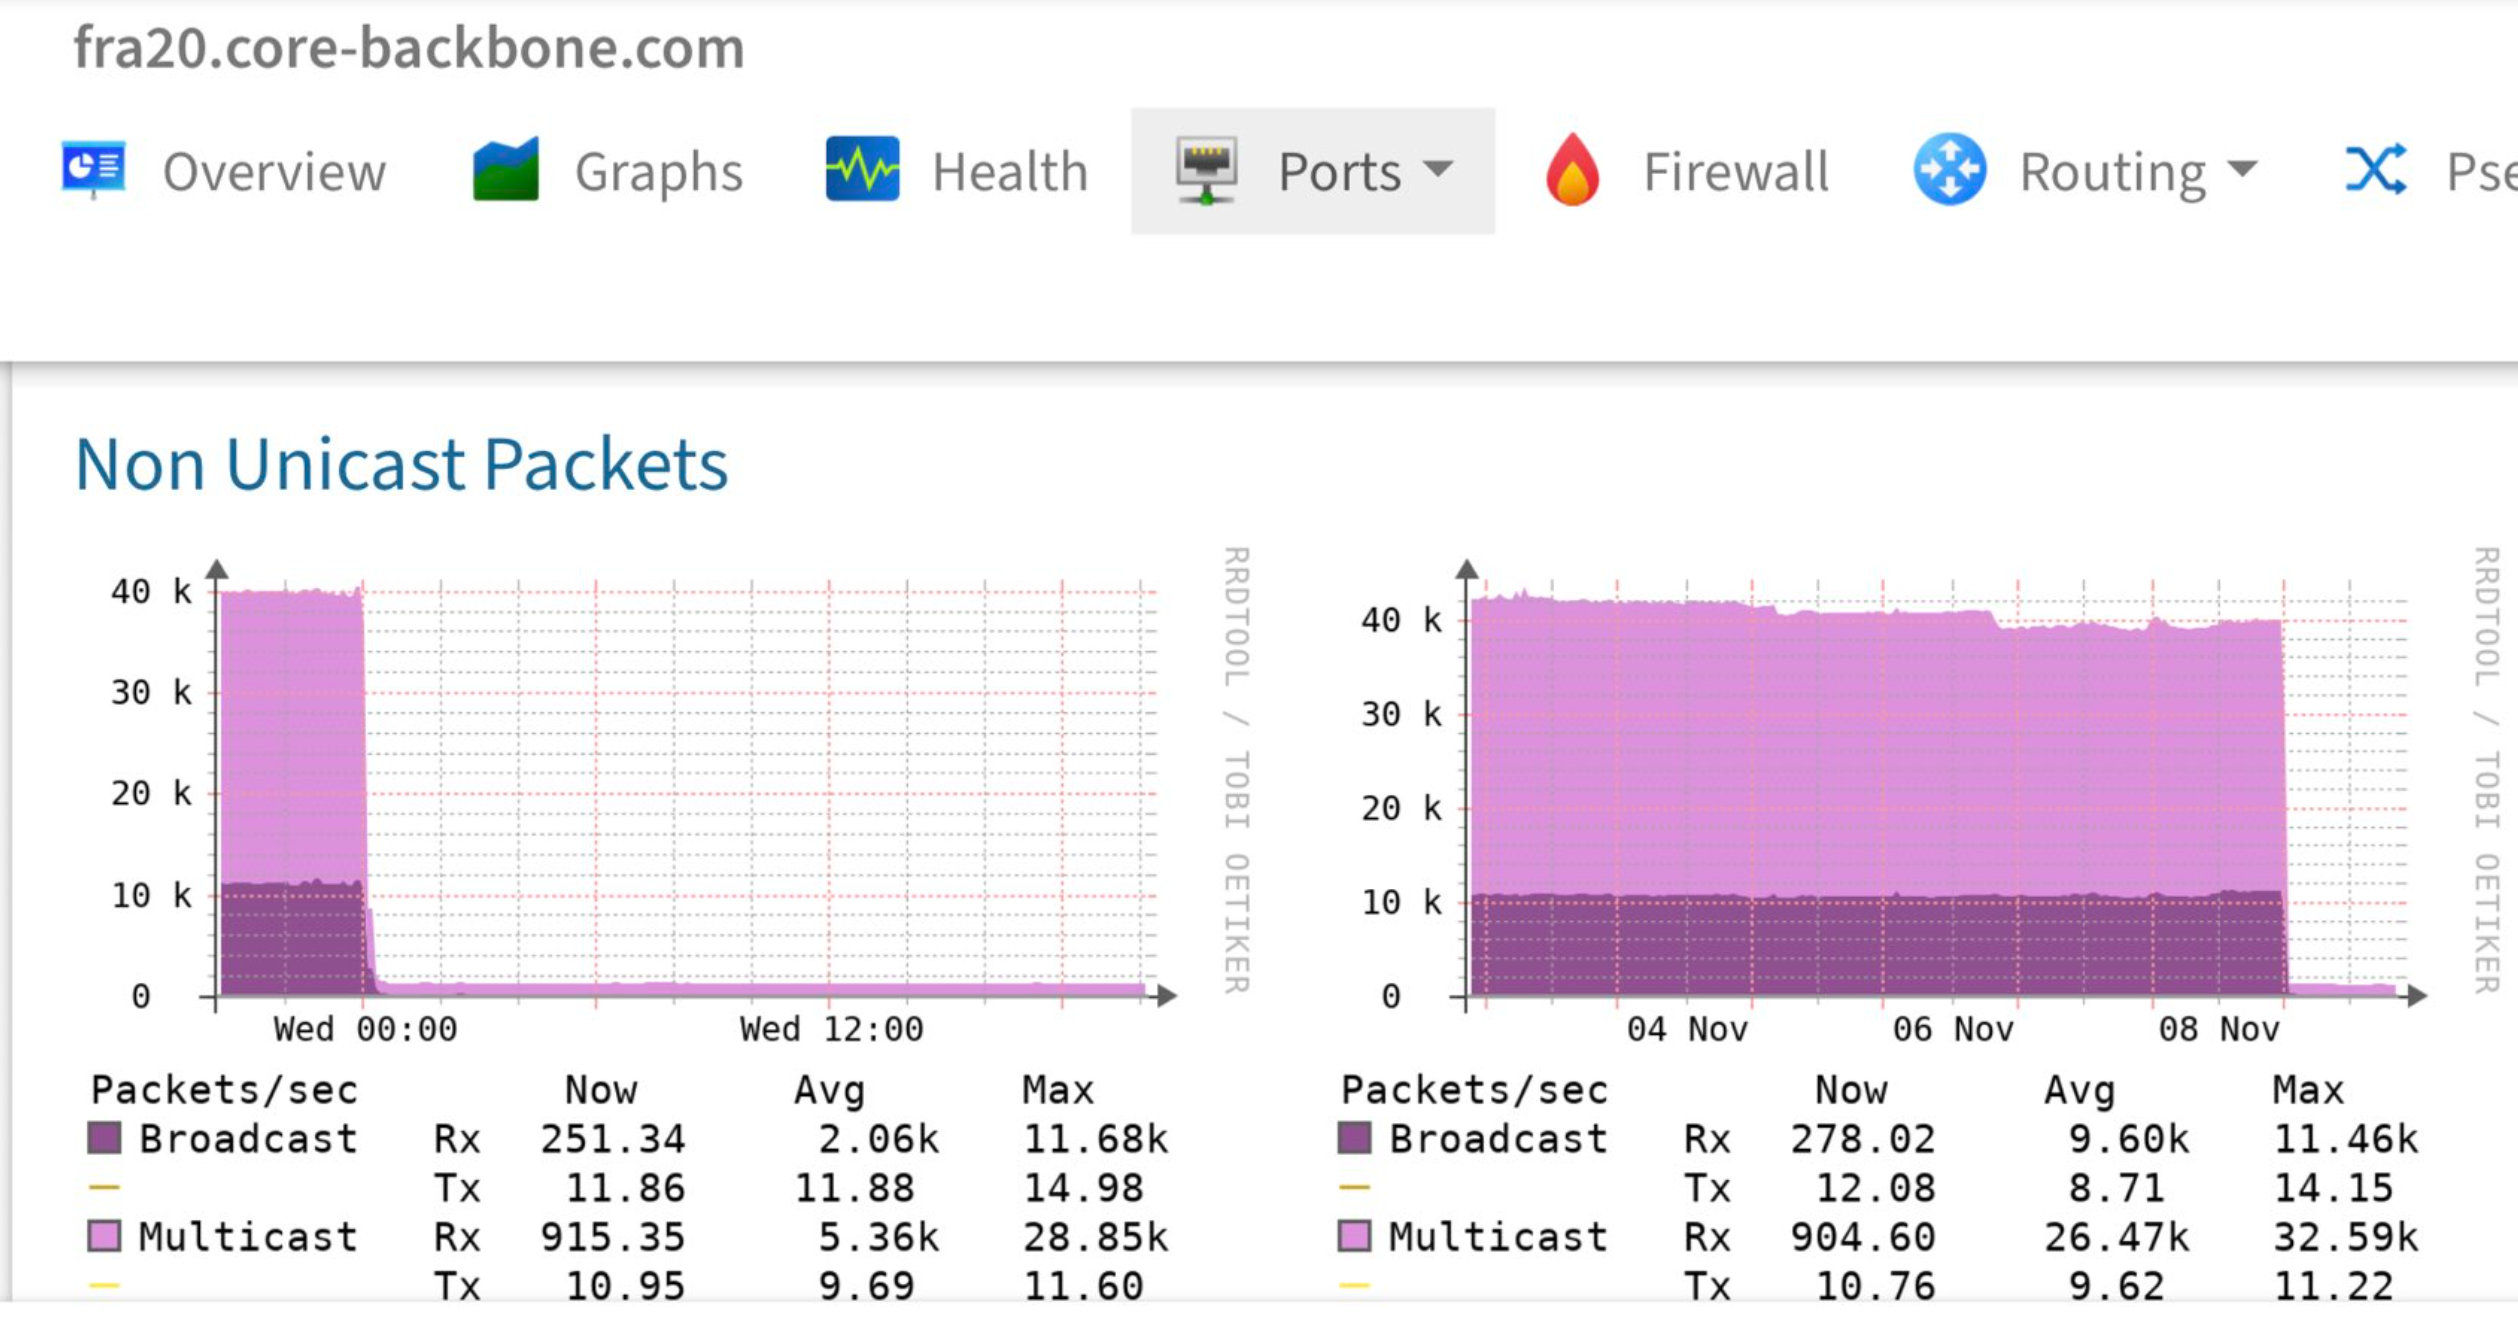 fra20.core-backbone.com
Overview Graphs Health Ports Firewall Routing Pse
Non Unicast Packets
40 k
30 k
20 k
10 k
0
Wed 00:00 Wed 12:00
RRDTOOL / TOBI OETIKER
Packets/sec Now Avg Max
Broadcast Rx 251.34 2.06k 11.68k
Tx 11.86 11.88 14.98
Multicast Rx 915.35 5.36k 28.85k
Tx 10.95 9.69 11.60
40 k
30 k
20 k
10 k
0
04 Nov 06 Nov 08 Nov
RRDTOOL / TOBI OETIKER
Packets/sec Now Avg Max
Broadcast Rx 278.02 9.60k 11.46k
Tx 12.08 8.71 14.15
Multicast Rx 904.60 26.47k 32.59k
Tx 10.76 9.62 11.22